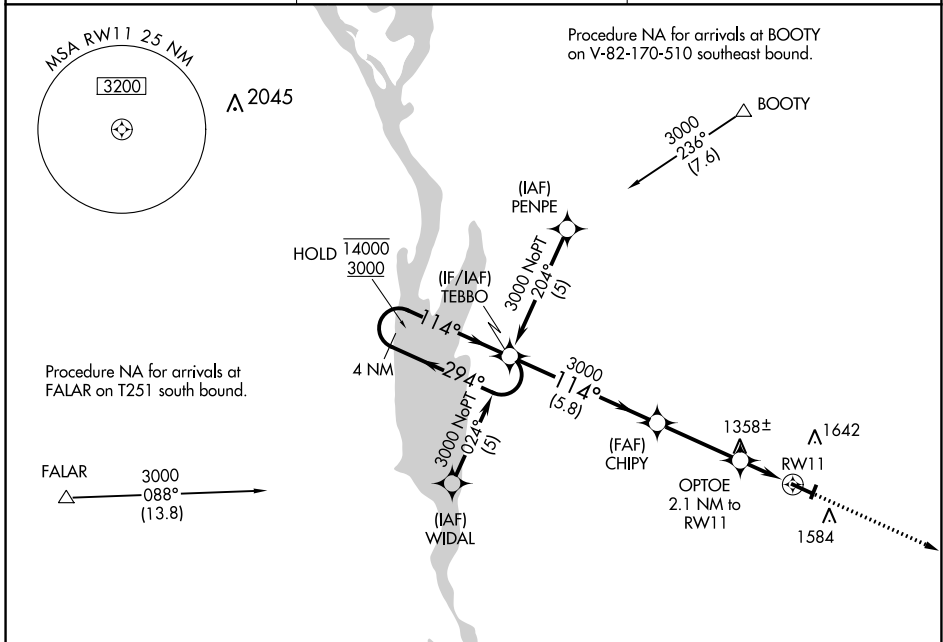 MSA RW11 25 NM
3200
2045
Procedure NA for arrivals at BOOTY
on V-82-170-510 southeast bound.
BOOTY
3000
236°
(7.6)
(IAF)
PENPE
3000 NoPT
204°
(5)
HOLD 14000
3000
(IF/IAF)
TEBBO
114°
4 NM
294°
3000
114°
(5.8)
Procedure NA for arrivals at
FALAR on T251 south bound.
3000 NoPT
024°
(5)
(IAF)
WIDAL
FALAR
3000
088°
(13.8)
(FAF)
CHIPY
1358±
1642
RW11
OPTOE
2.1 NM to
RW11
1584